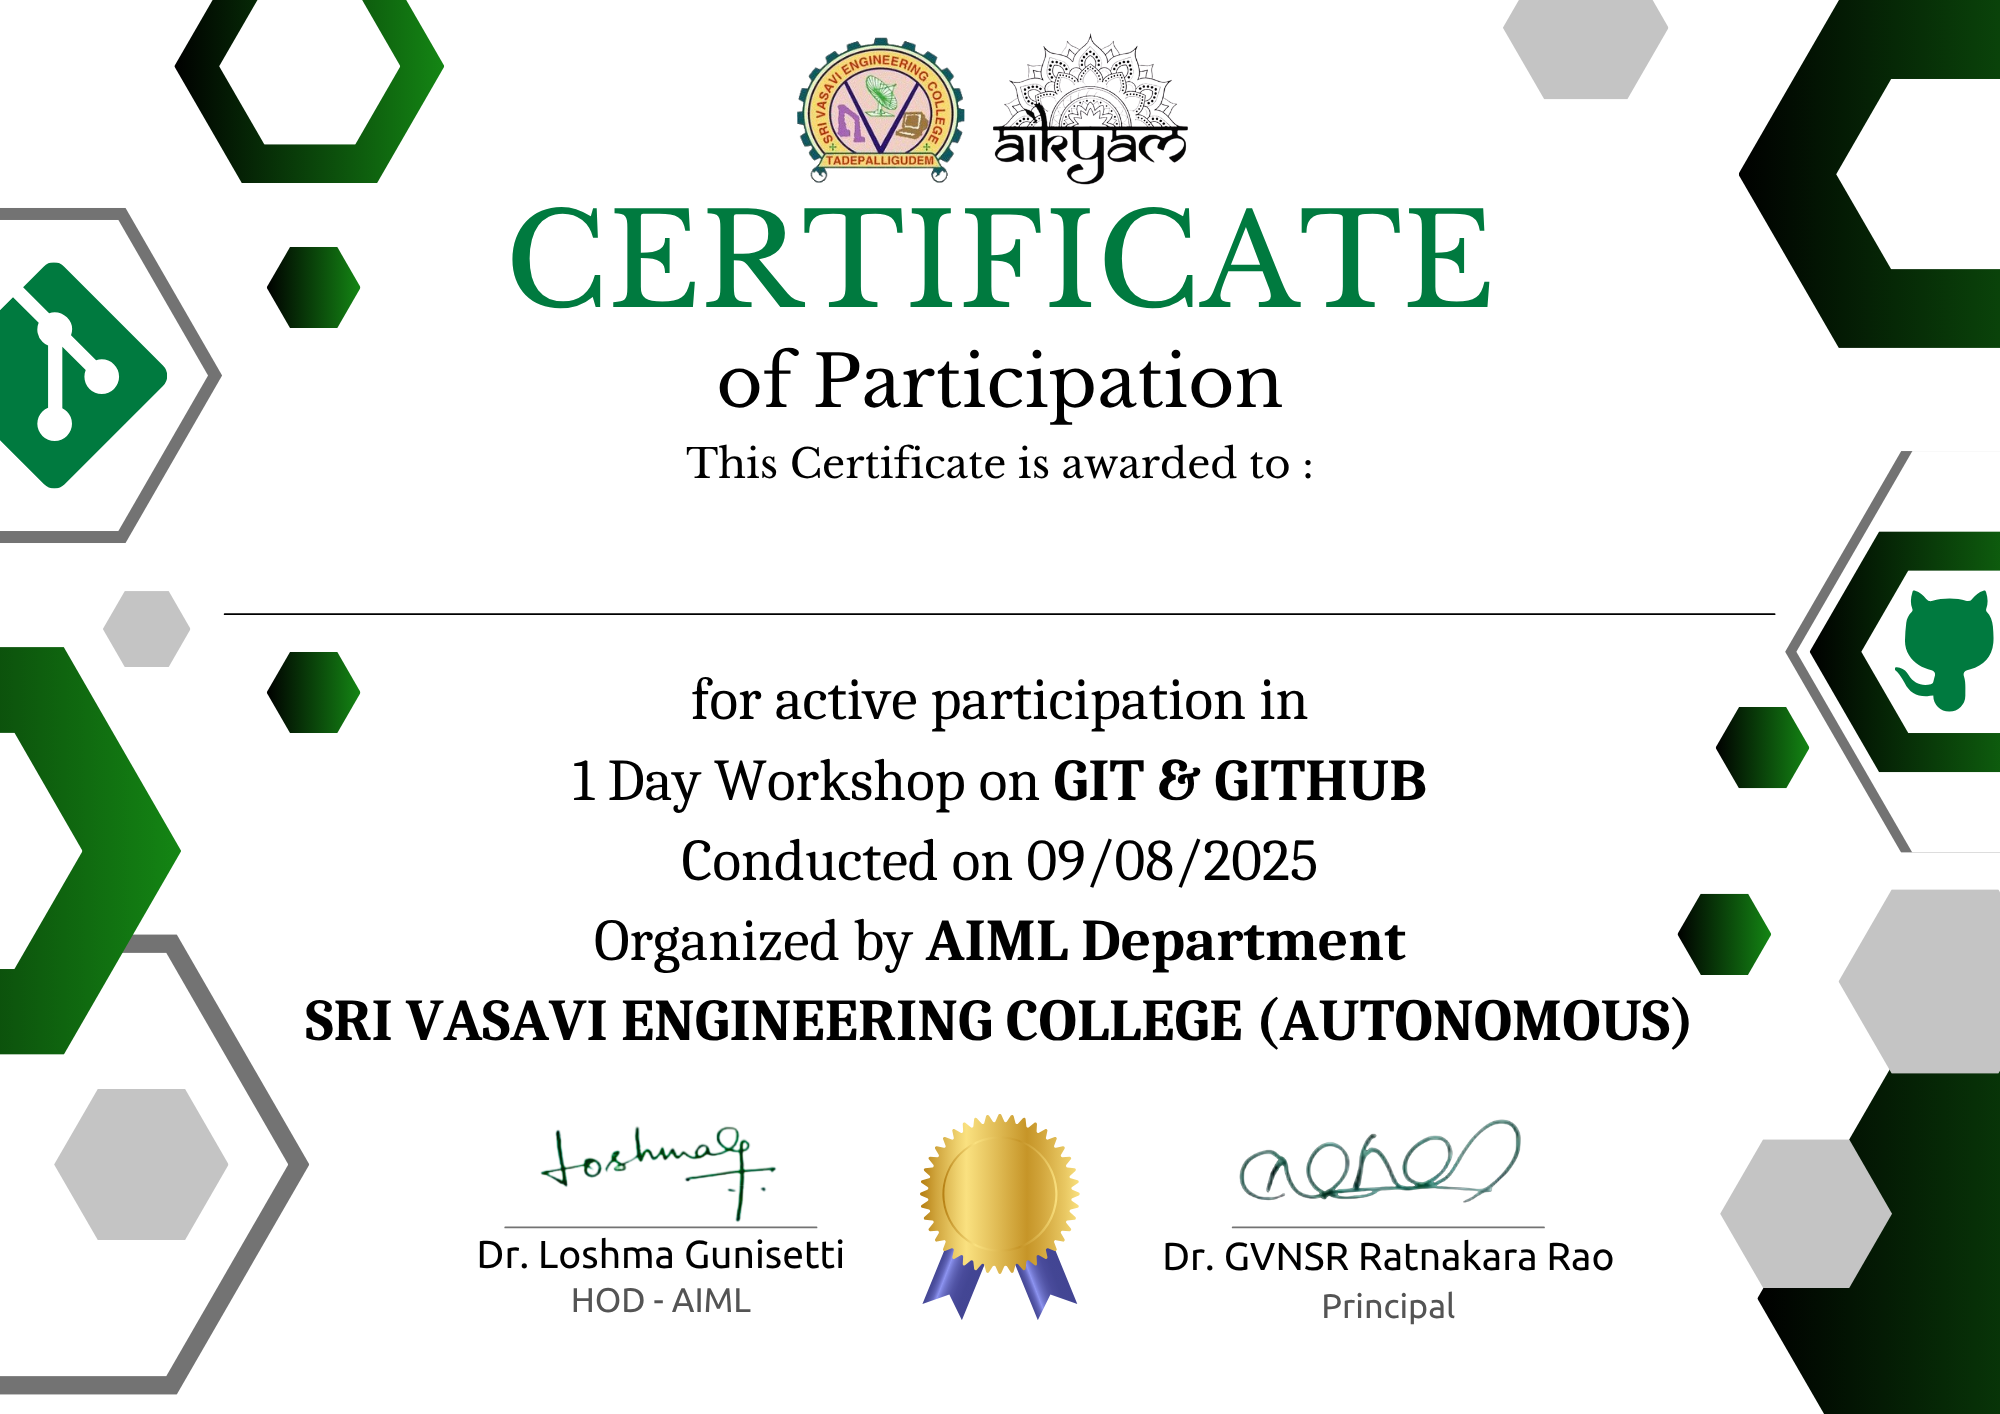 SRI VASAVI ENGINEERING COLLEGE
TADEPALLIGUDEM
aikyam
CERTIFICATE
of Participation
This Certificate is awarded to :
for active participation in
1 Day Workshop on GIT & GITHUB
Conducted on 09/08/2025
Organized by AIML Department
SRI VASAVI ENGINEERING COLLEGE (AUTONOMOUS)
Loshma G
Dr. Loshma Gunisetti
HOD - AIML
Dr. GVNSR Ratnakara Rao
Principal